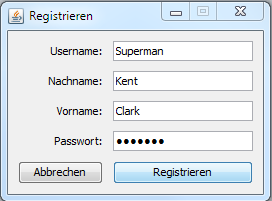 Registrieren
Username: Superman
Nachname: Kent
Vorname: Clark
Passwort: ●●●●●●●
Abbrechen Registrieren